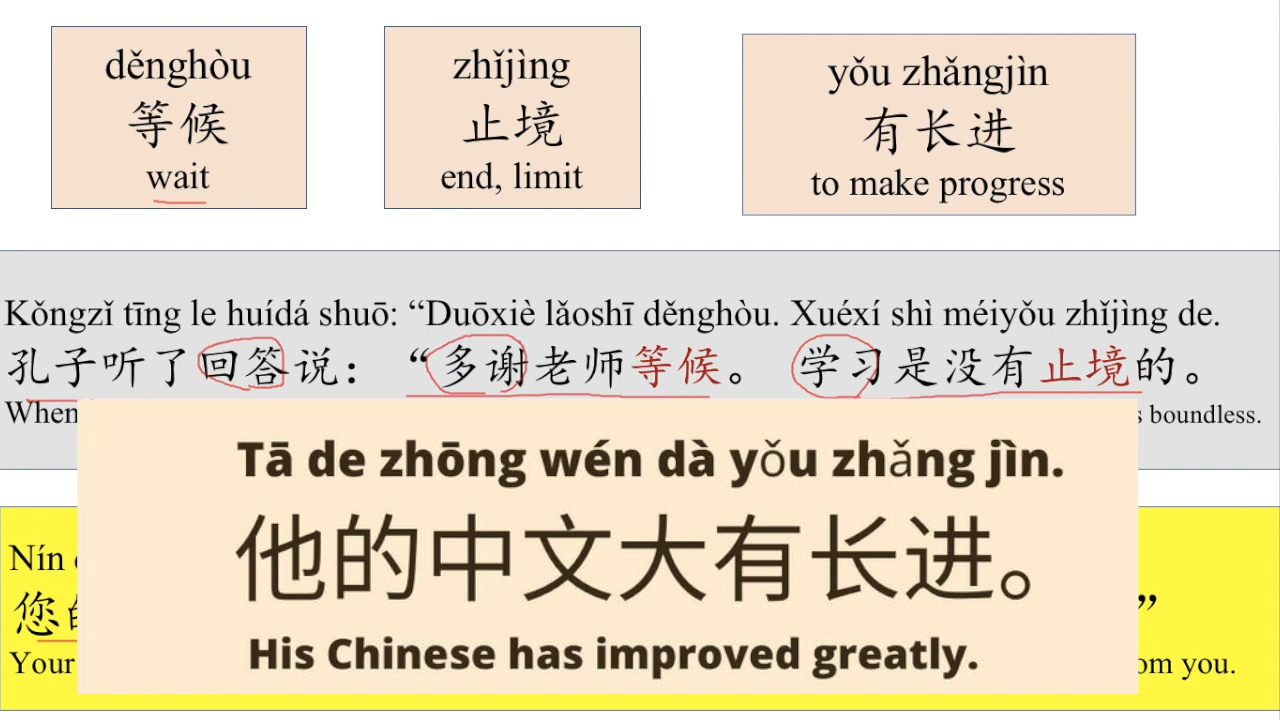 děnghòu
等候
wait
zhǐjìng
止境
end, limit
yǒu zhǎngjìn
有长进
to make progress
Kǒngzǐ tīng le huídá shuō: “Duōxiè lǎoshī děnghòu. Xuéxí shì méiyǒu zhǐjìng de.
孔子听了回答说：“多谢老师等候。 学习是没有止境的。
When
boundless.
Tā de zhōng wén dà yǒu zhǎng jìn.
他的中文大有长进。
His Chinese has improved greatly.
Nín
您 ”
Your you.